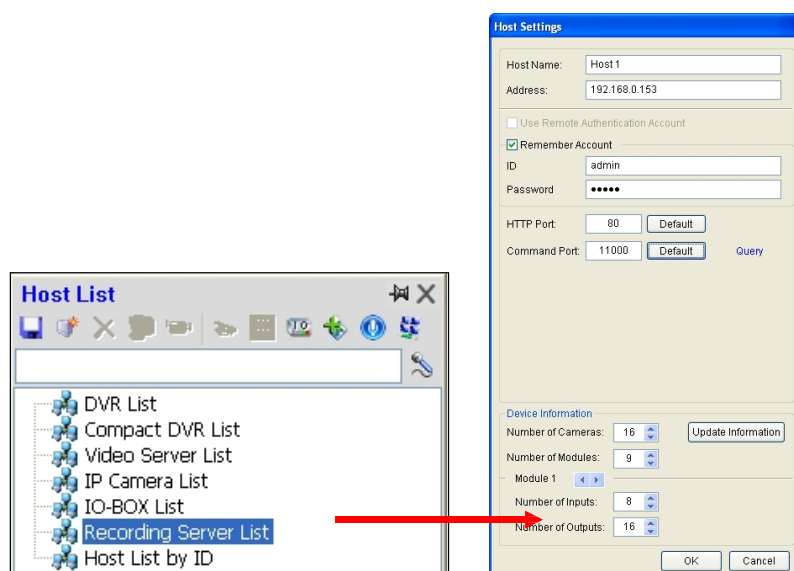 Host Settings
Host Name: Host 1
Address: 192.168.0.153
Use Remote Authentication Account
Remember Account
ID admin
Password •••••
HTTP Port: 80 Default
Command Port: 11000 Default Query
Device Information
Number of Cameras: 16 Update Information
Number of Modules: 9
Module 1
Number of Inputs: 8
Number of Outputs: 16
OK Cancel
Host List
DVR List
Compact DVR List
Video Server List
IP Camera List
IO-BOX List
Recording Server List
Host List by ID